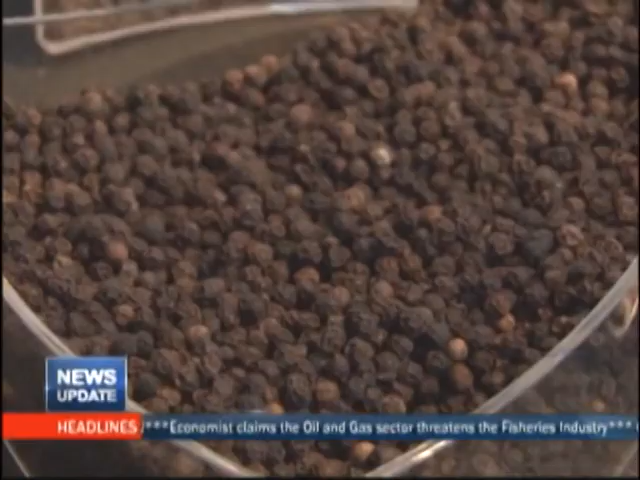 NEWS
UPDATE
HEADLINES
***Economist claims the Oil and Gas sector threatens the Fisheries Industry***